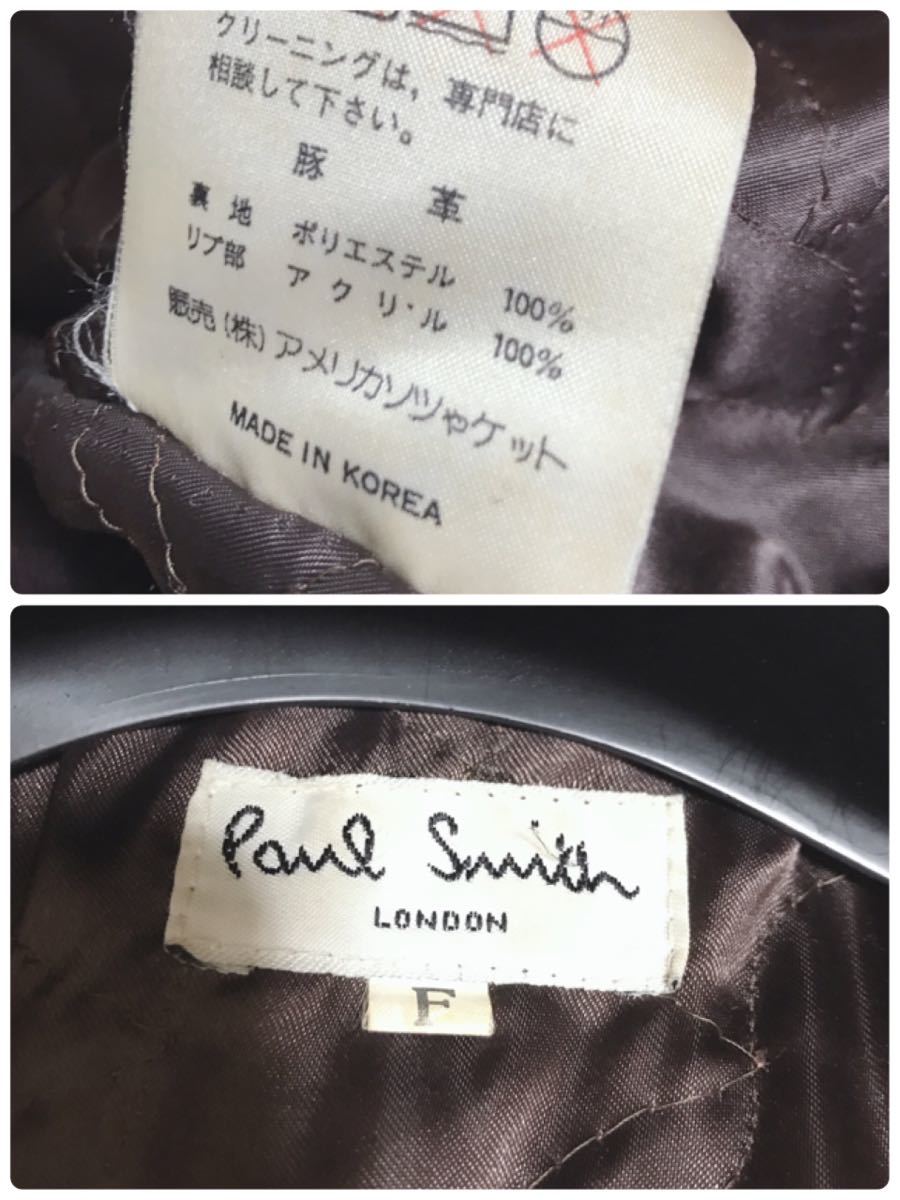 クリーニングは，専門店に
相談して下さい。
豚 革
裏 地 ポリエステル 100%
リブ部 アクリ・ル 100%
販売(株)アメリカソツャケット
MADE IN KOREA
Paul Smith
LONDON
F